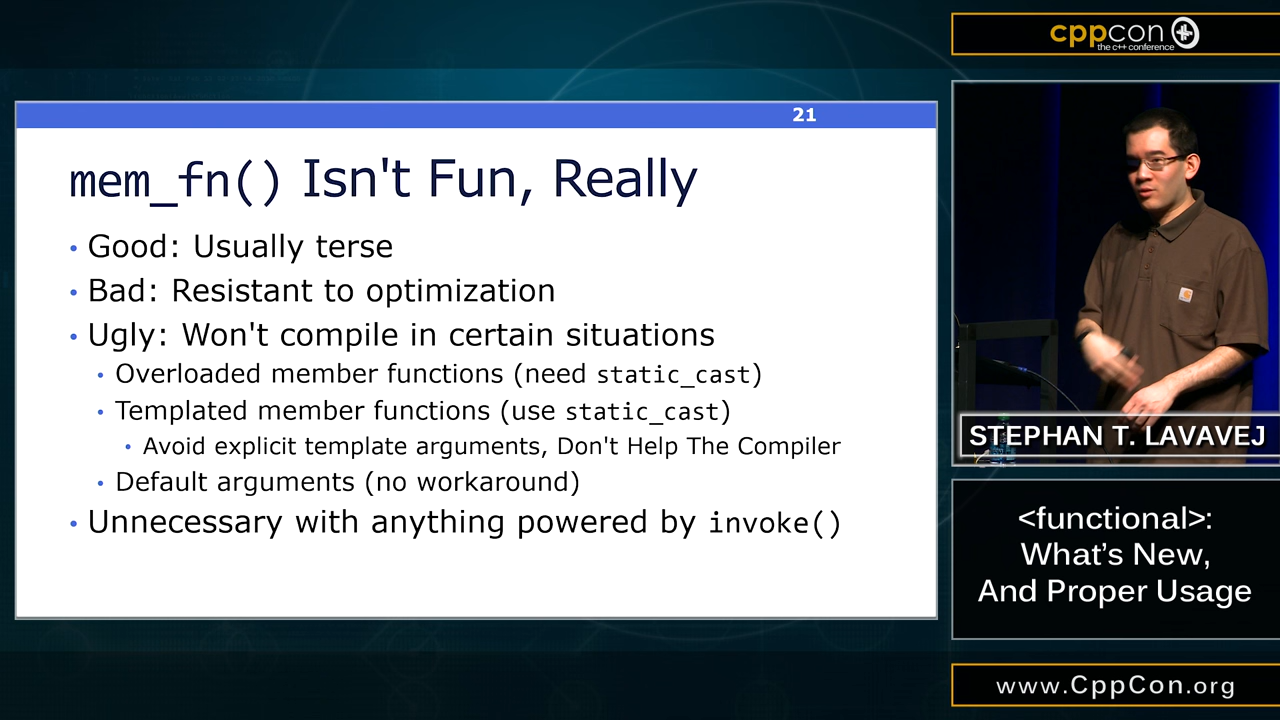 21
mem_fn() Isn't Fun, Really
• Good: Usually terse
• Bad: Resistant to optimization
• Ugly: Won't compile in certain situations
• Overloaded member functions (need static_cast)
• Templated member functions (use static_cast)
• Avoid explicit template arguments, Don't Help The Compiler
• Default arguments (no workaround)
• Unnecessary with anything powered by invoke()
cppcon
the c++ conference
STEPHAN T. LAVAVEJ
<functional>:
What's New,
And Proper Usage
www.CppCon.org